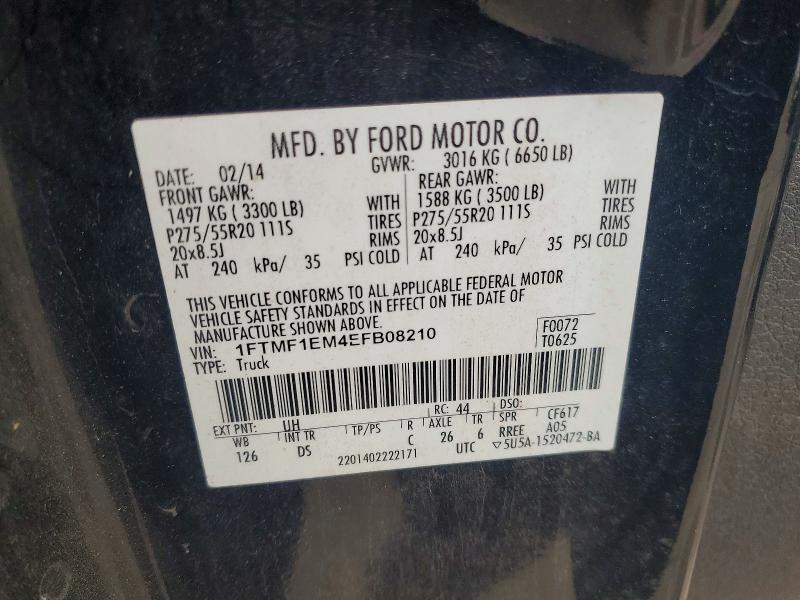 MFD. BY FORD MOTOR CO.
DATE: 02/14 GVWR: 3016 KG ( 6650 LB)
FRONT GAWR: REAR GAWR:
1497 KG ( 3300 LB) WITH 1588 KG ( 3500 LB) WITH
P275/55R20 111S TIRES P275/55R20 111S TIRES
20x8.5J RIMS 20x8.5J RIMS
AT 240 kPa/ 35 PSI COLD AT 240 kPa/ 35 PSI COLD
THIS VEHICLE CONFORMS TO ALL APPLICABLE FEDERAL MOTOR
VEHICLE SAFETY STANDARDS IN EFFECT ON THE DATE OF
MANUFACTURE SHOWN ABOVE.
VIN: 1FTMF1EM4EFB08210 F0072
TYPE: Truck T0625
EXT PNT: UH RC: 44 DSO:
WB INT TR TP/PS R AXLE TR SPR CF617
126 DS C 26 6 RREE A05
2201402222171 UTC ▽5U5A-1520472-BA